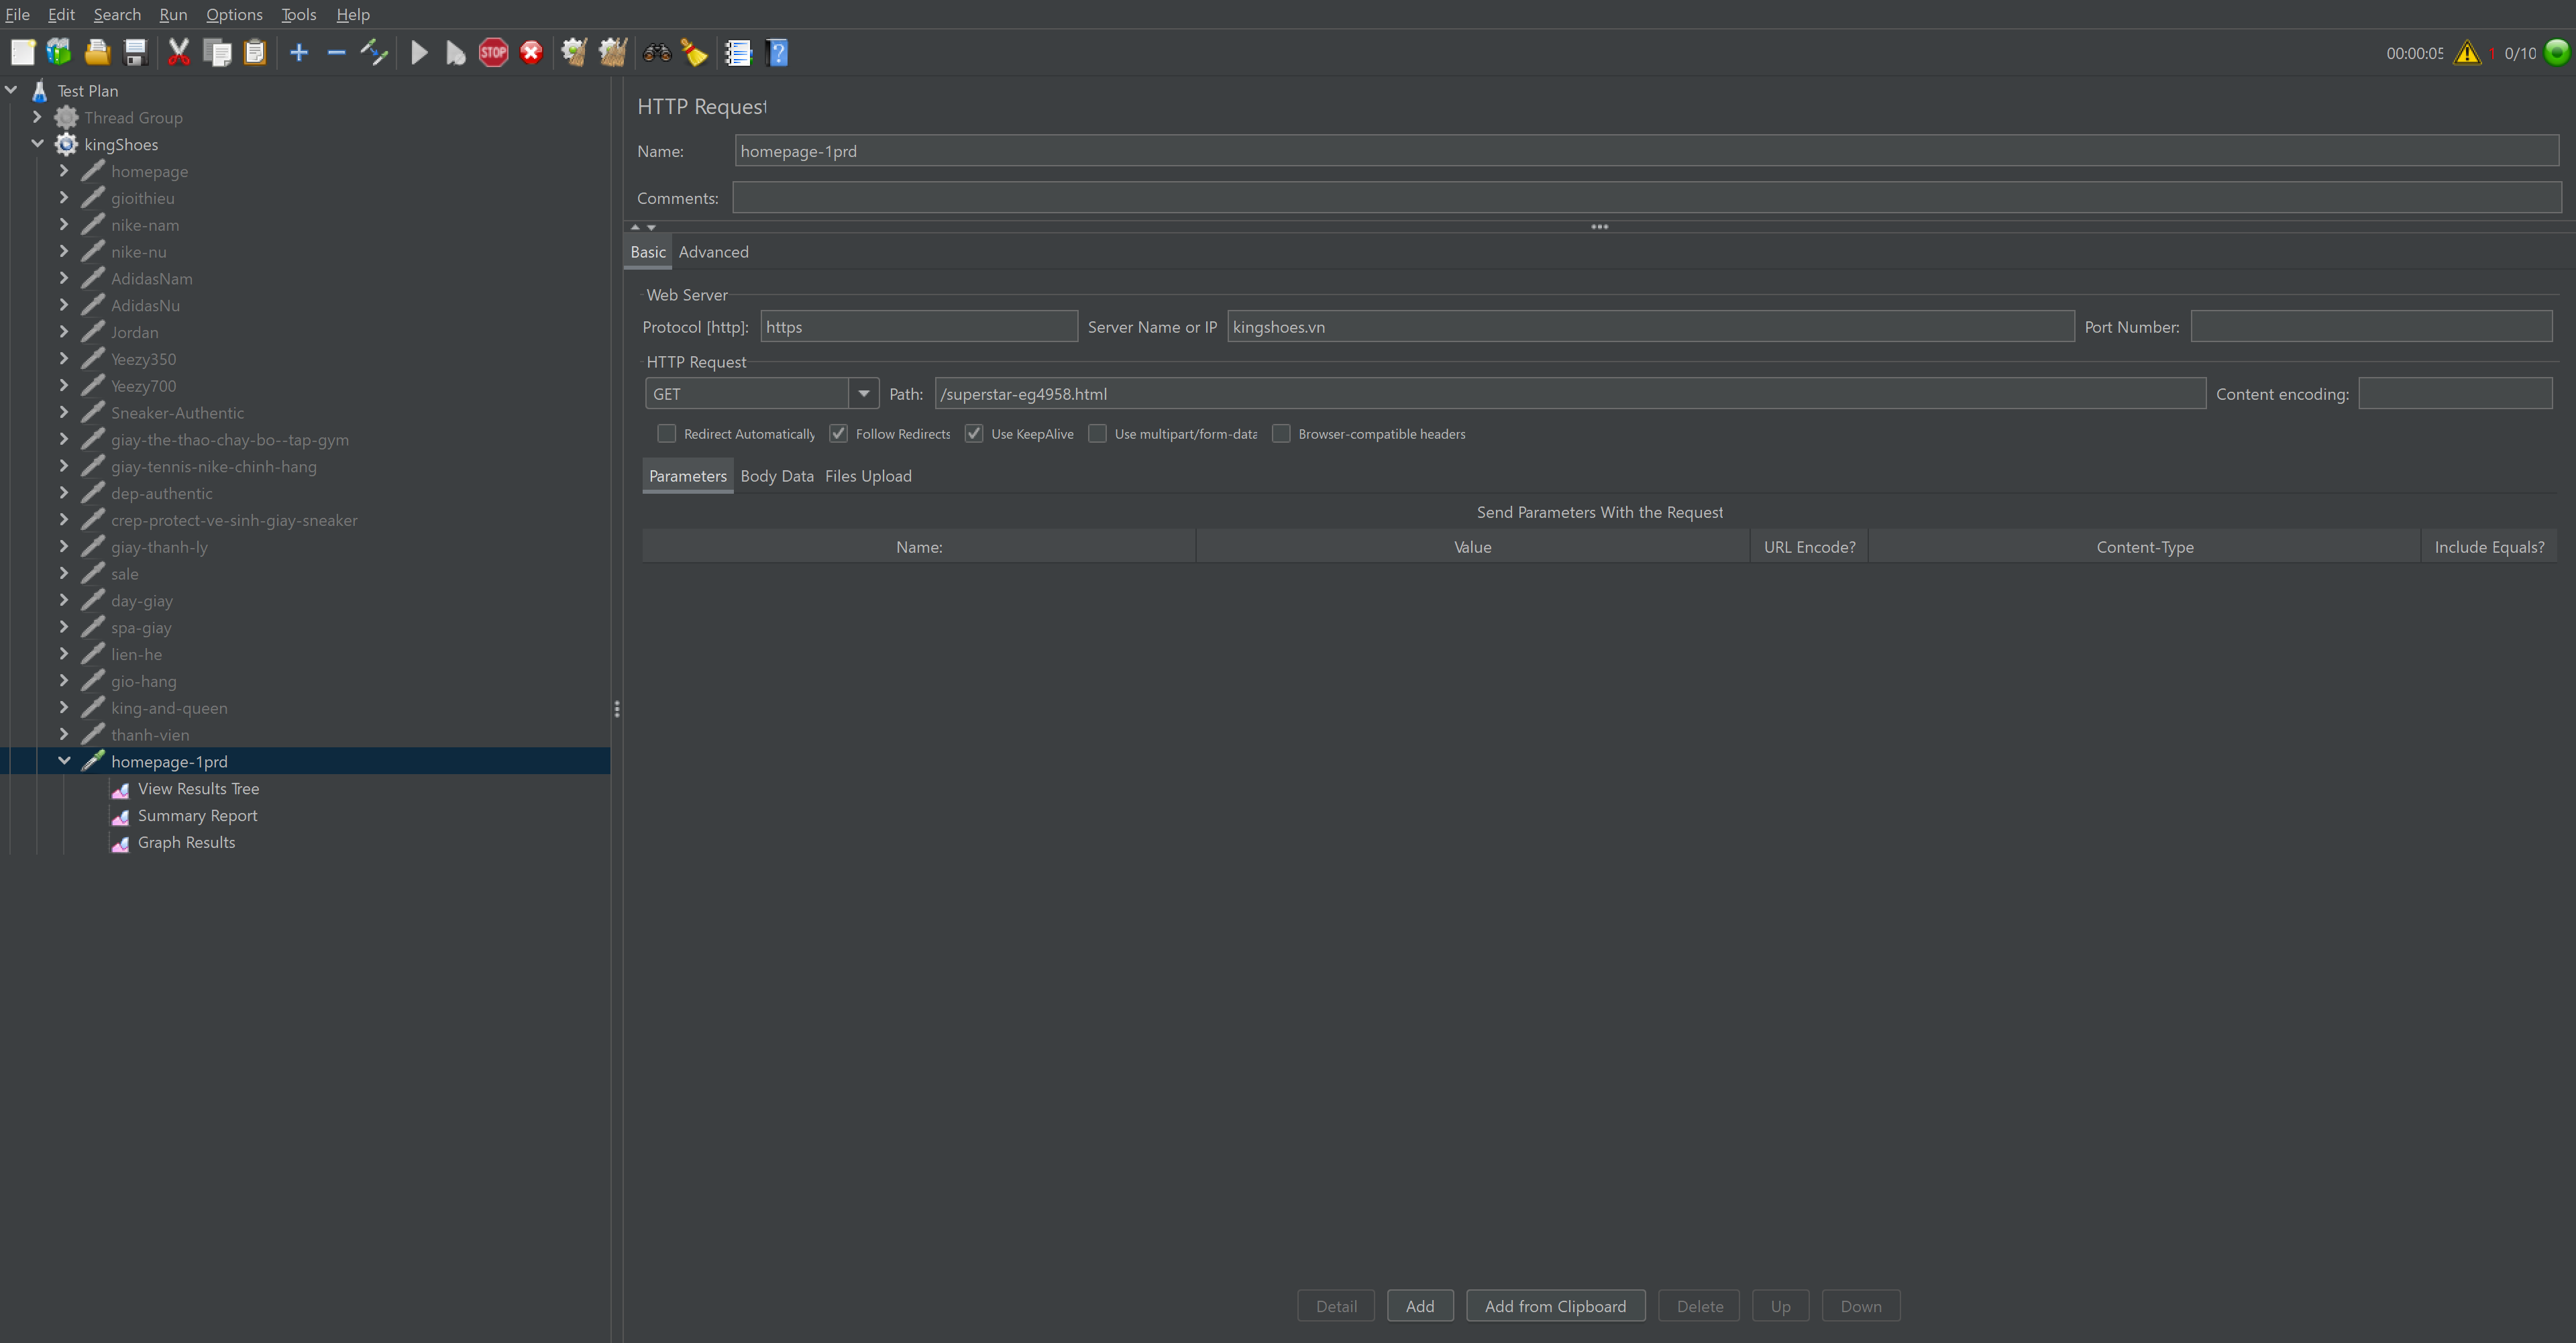 File Edit Search Run Options Tools Help
STOP
00:00:05 1 0/10
Test Plan
Thread Group
kingShoes
homepage
gioithieu
nike-nam
nike-nu
AdidasNam
AdidasNu
Jordan
Yeezy350
Yeezy700
Sneaker-Authentic
giay-the-thao-chay-bo--tap-gym
giay-tennis-nike-chinh-hang
dep-authentic
crep-protect-ve-sinh-giay-sneaker
giay-thanh-ly
sale
day-giay
spa-giay
lien-he
gio-hang
king-and-queen
thanh-vien
homepage-1prd
View Results Tree
Summary Report
Graph Results
HTTP Request
Name: homepage-1prd
Comments:
Basic Advanced
Web Server
Protocol [http]: https Server Name or IP kingshoes.vn Port Number:
HTTP Request
GET Path: /superstar-eg4958.html Content encoding:
Redirect Automatically Follow Redirects Use KeepAlive Use multipart/form-data Browser-compatible headers
Parameters Body Data Files Upload
Send Parameters With the Request
Name: Value URL Encode? Content-Type Include Equals?
Detail Add Add from Clipboard Delete Up Down